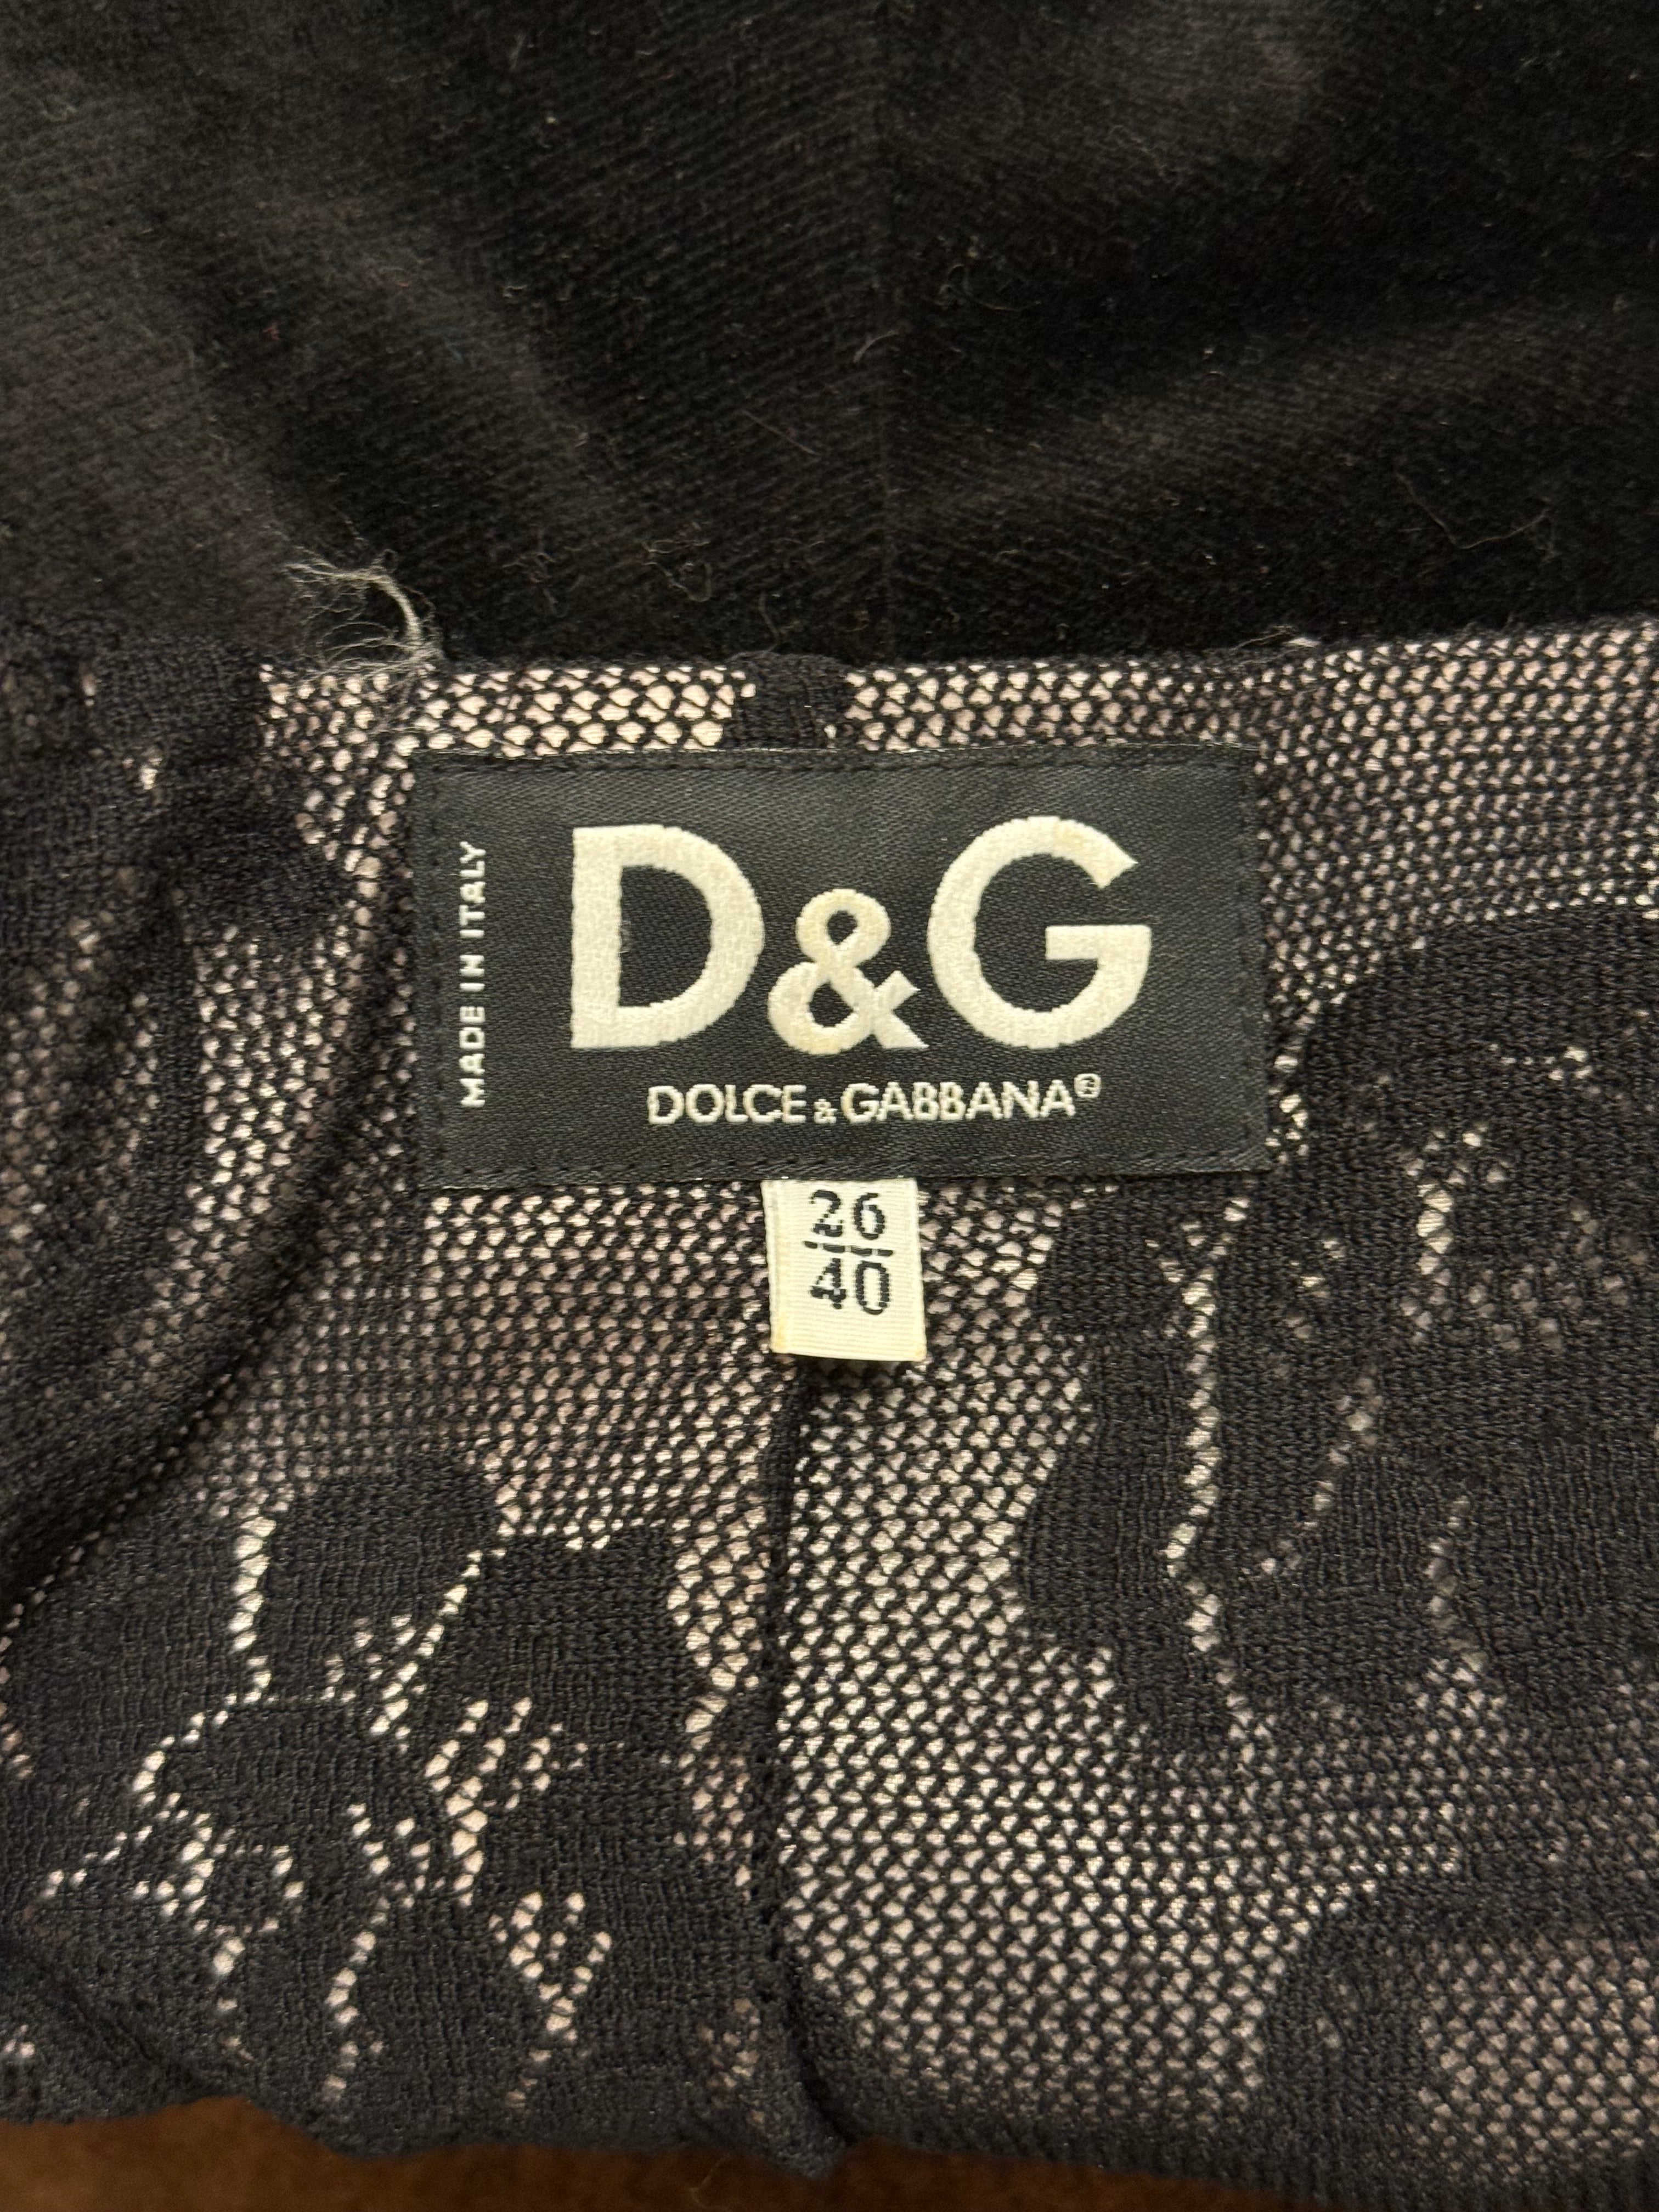 MADE IN ITALY
D&G
DOLCE & GABBANA®
26
40